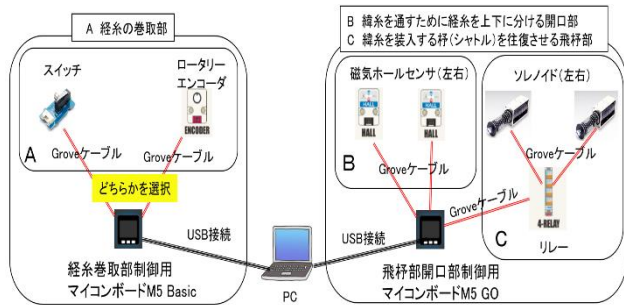 A 経糸の巻取部
スイッチ
ロータリー
エンコーダ
ENCODER
A
Groveケーブル
Groveケーブル
どちらかを選択
経糸巻取部制御用
マイコンボードM5 Basic
USB接続
PC
USB接続
B 緯糸を通すために経糸を上下に分ける開口部
C 緯糸を装入する杼(シャトル)を往復させる飛杼部
磁気ホールセンサ(左右)
HALL
HALL
HALL
HALL
B
Groveケーブル
ソレノイド(左右)
Groveケーブル
Groveケーブル
4-RELAY
C
リレー
飛杼部開口部制御用
マイコンボードM5 GO